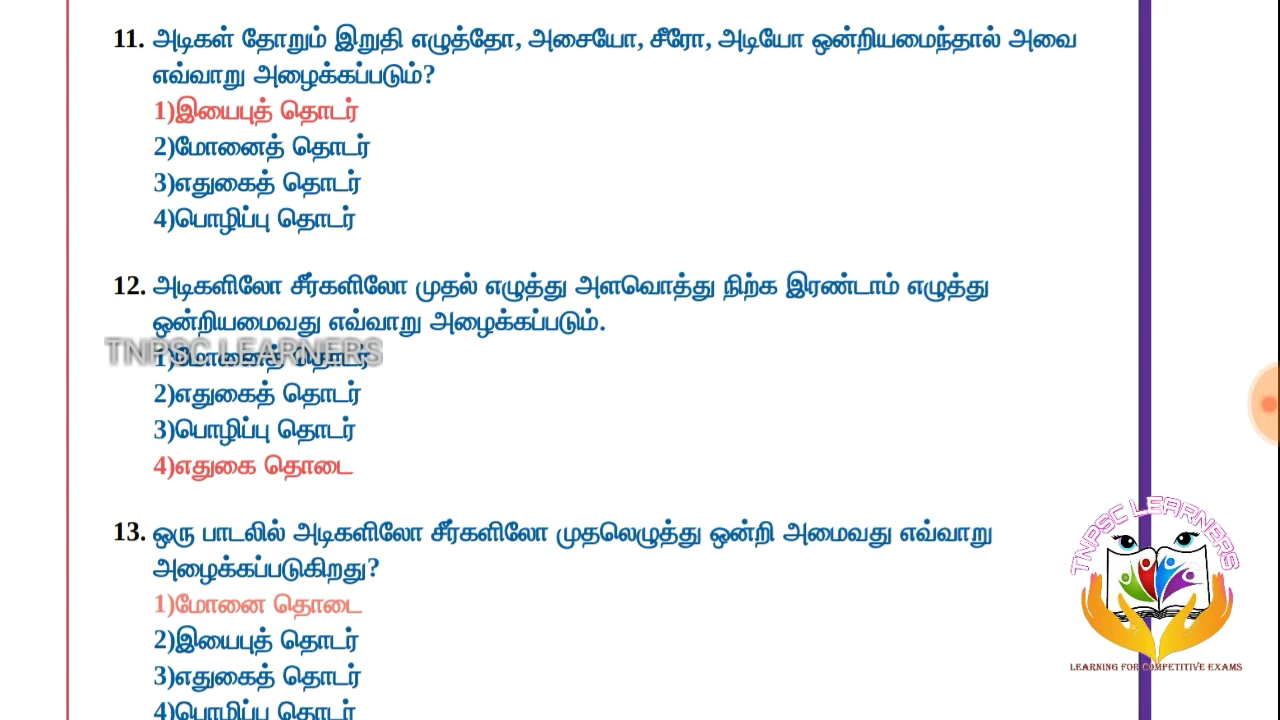 11. அடிகள் தோறும் இறுதி எழுத்தோ, அசையோ, சீரோ, அடியோ ஒன்றியமைந்தால் அவை
எவ்வாறு அழைக்கப்படும்?
1)இயைபுத் தொடர்
2)மோனைத் தொடர்
3)எதுகைத் தொடர்
4)பொழிப்பு தொடர்
12. அடிகளிலோ சீர்களிலோ முதல் எழுத்து அளவொத்து நிற்க இரண்டாம் எழுத்து
ஒன்றியமைவது எவ்வாறு அழைக்கப்படும்.
TNPSC LEARNERS
1)மோனைத் தொடர்
2)எதுகைத் தொடர்
3)பொழிப்பு தொடர்
4)எதுகை தொடை
13. ஒரு பாடலில் அடிகளிலோ சீர்களிலோ முதலெழுத்து ஒன்றி அமைவது எவ்வாறு
அழைக்கப்படுகிறது?
1)மோனை தொடை
2)இயைபுத் தொடர்
3)எதுகைத் தொடர்
4)பொழிப்பு தொடர்
TNPSC LEARNERS
LEARNING FOR COMPETITIVE EXAMS